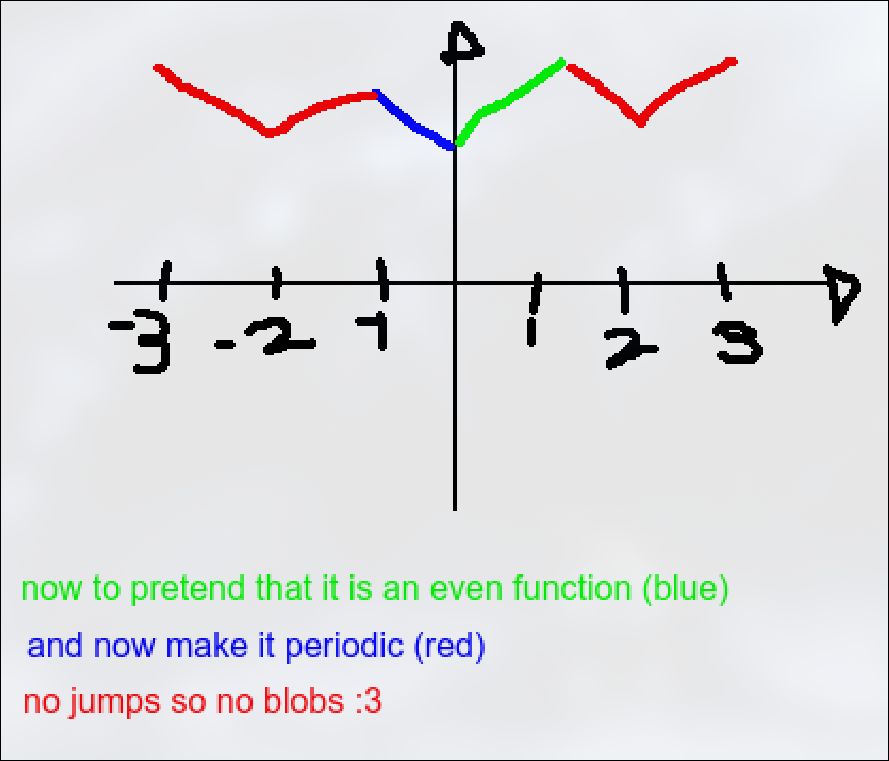 -3 -2 -1 1 2 3
now to pretend that it is an even function (blue)
and now make it periodic (red)
no jumps so no blobs :3